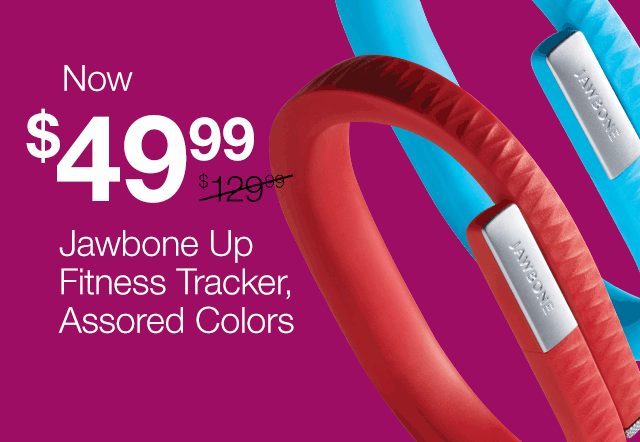 Now
$49.99
$129.99
Jawbone Up
Fitness Tracker,
Assored Colors
JAWBONE
JAWBONE